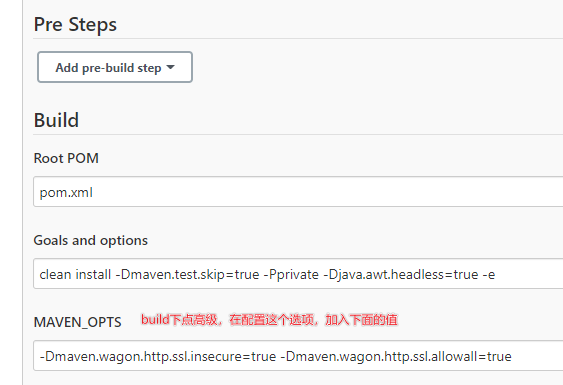 Pre Steps
Add pre-build step
Build
Root POM
pom.xml
Goals and options
clean install -Dmaven.test.skip=true -Pprivate -Djava.awt.headless=true -e
MAVEN_OPTS build下点高级，在配置这个选项，加入下面的值
-Dmaven.wagon.http.ssl.insecure=true -Dmaven.wagon.http.ssl.allowall=true